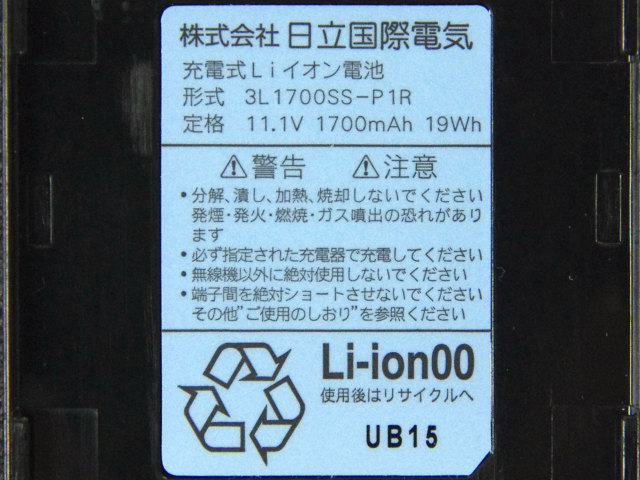 株式会社 日立国際電気
充電式Liイオン電池
形式 3L1700SS-P1R
定格 11.1V 1700mAh 19Wh
⚠警告 ⚠注意
・分解、潰し、加熱、焼却しないでください
発煙・発火・燃焼・ガス噴出の恐れがあり
ます
・必ず指定された充電器で充電してください
・無線機以外に絶対使用しないでください
・端子間を絶対ショートさせないでください
その他"ご使用のしおり"を参照ください
Li-ion00
使用後はリサイクルへ
UB15